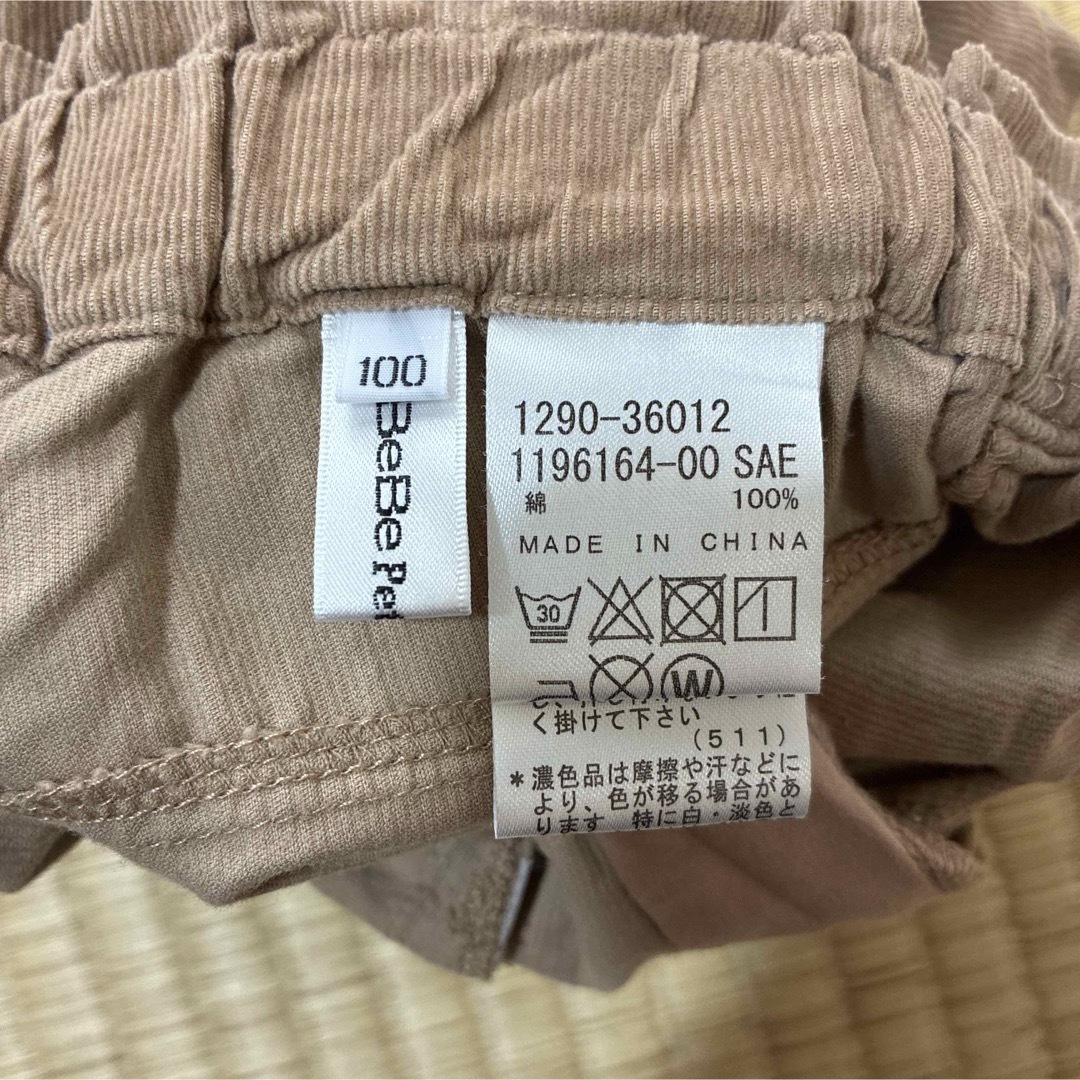 100
BeBe
1290-36012
1196164-00 SAE
綿 100%
MADE IN CHINA
30
W
く掛けて下さい
(511)
*濃色品は摩擦や汗などに
より、色が移る場合があ
ります 特に白・淡色と